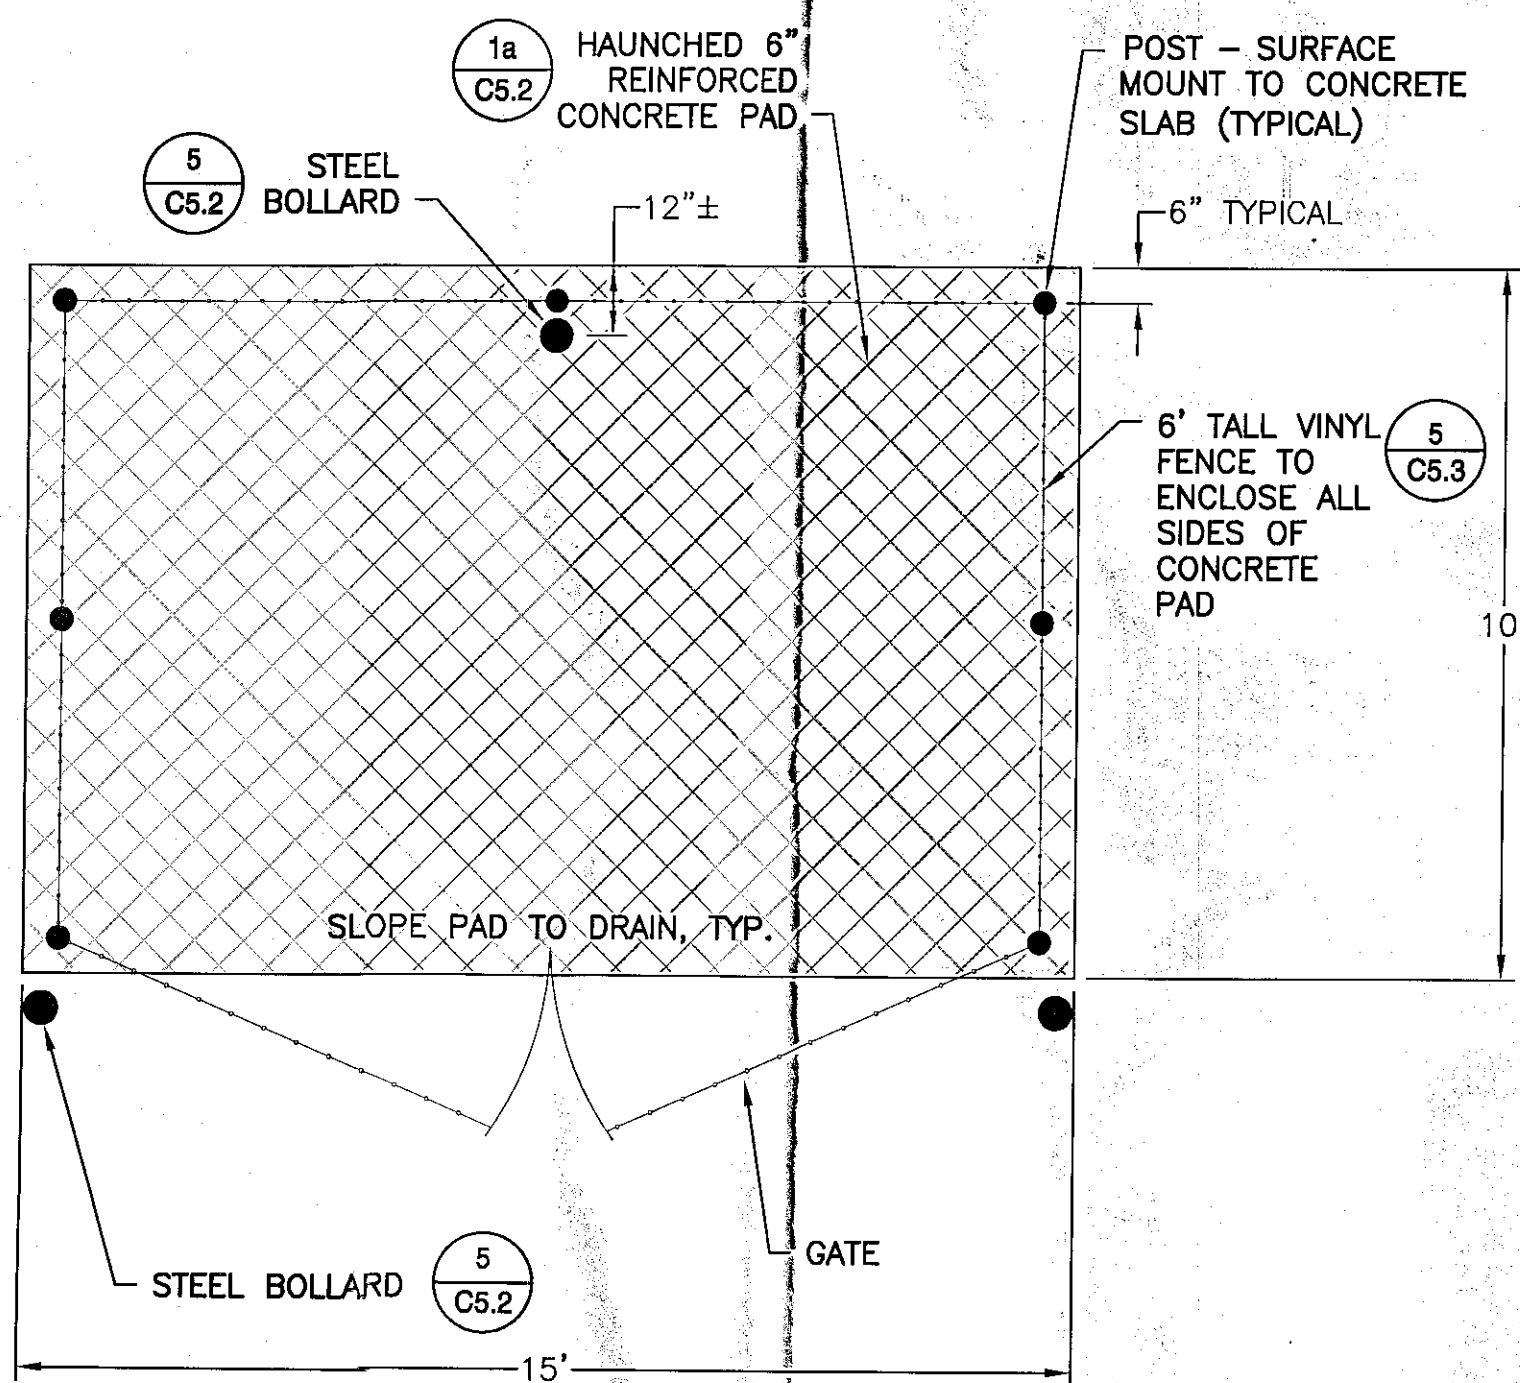 1a
C5.2
HAUNCHED 6"
REINFORCED
CONCRETE PAD
POST – SURFACE
MOUNT TO CONCRETE
SLAB (TYPICAL)
5
C5.2
STEEL
BOLLARD
12"±
6" TYPICAL
6' TALL VINYL
FENCE TO
ENCLOSE ALL
SIDES OF
CONCRETE
PAD
5
C5.3
10
SLOPE PAD TO DRAIN, TYP.
GATE
STEEL BOLLARD
5
C5.2
15'